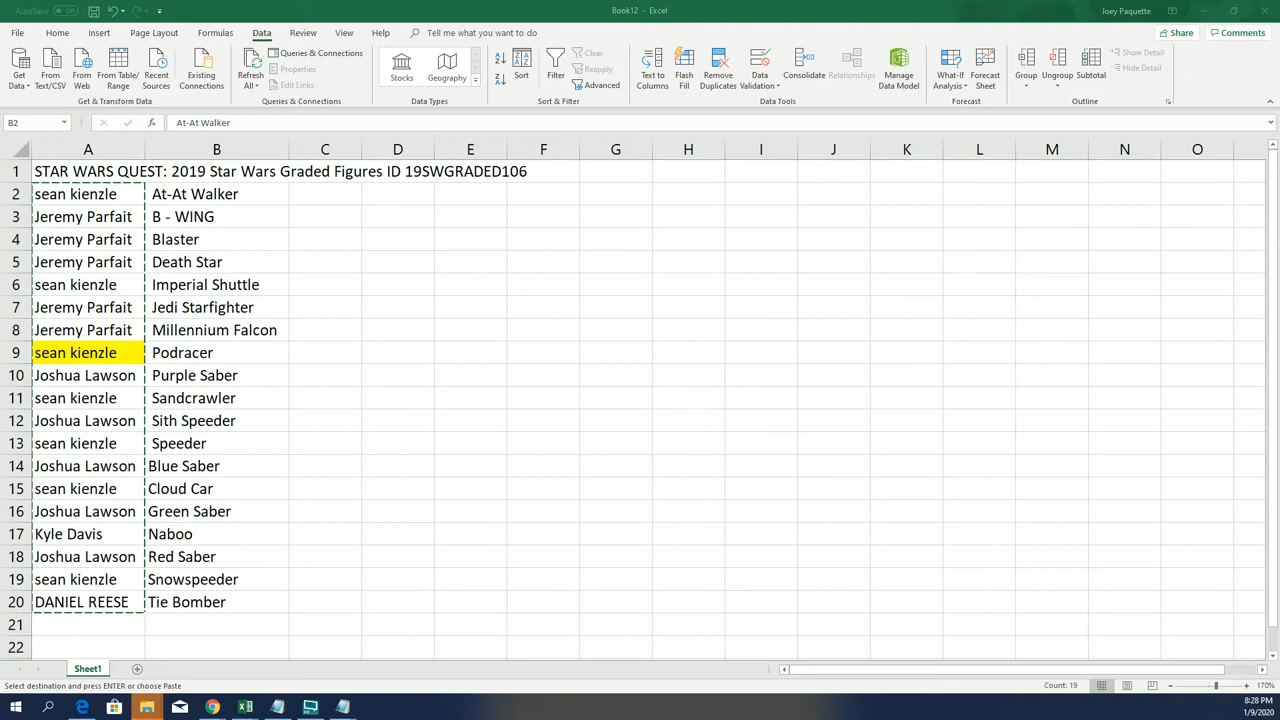 AutoSave Off Book12 - Excel Joey Paquette
File Home Insert Page Layout Formulas Data Review View Help Tell me what you want to do Share Comments
Get Data From Text/CSV From Web From Table/Range Recent Sources Existing Connections
Get & Transform Data
Refresh All Queries & Connections Properties Edit Links
Queries & Connections
Stocks Geography
Data Types
Sort Filter Clear Reapply Advanced
Sort & Filter
Text to Columns Flash Fill Remove Duplicates Data Validation Consolidate Relationships Manage Data Model
Data Tools
What-If Analysis Forecast Sheet
Forecast
Group Ungroup Subtotal Show Detail Hide Detail
Outline
B2 fx At-At Walker
A B C D E F G H I J K L M N O
1 STAR WARS QUEST: 2019 Star Wars Graded Figures ID 19SWGRADED106
2 sean kienzle At-At Walker
3 Jeremy Parfait B - WING
4 Jeremy Parfait Blaster
5 Jeremy Parfait Death Star
6 sean kienzle Imperial Shuttle
7 Jeremy Parfait Jedi Starfighter
8 Jeremy Parfait Millennium Falcon
9 sean kienzle Podracer
10 Joshua Lawson Purple Saber
11 sean kienzle Sandcrawler
12 Joshua Lawson Sith Speeder
13 sean kienzle Speeder
14 Joshua Lawson Blue Saber
15 sean kienzle Cloud Car
16 Joshua Lawson Green Saber
17 Kyle Davis Naboo
18 Joshua Lawson Red Saber
19 sean kienzle Snowspeeder
20 DANIEL REESE Tie Bomber
21
22
Sheet1
Select destination and press ENTER or choose Paste Count: 19 170%
8:28 PM
1/9/2020